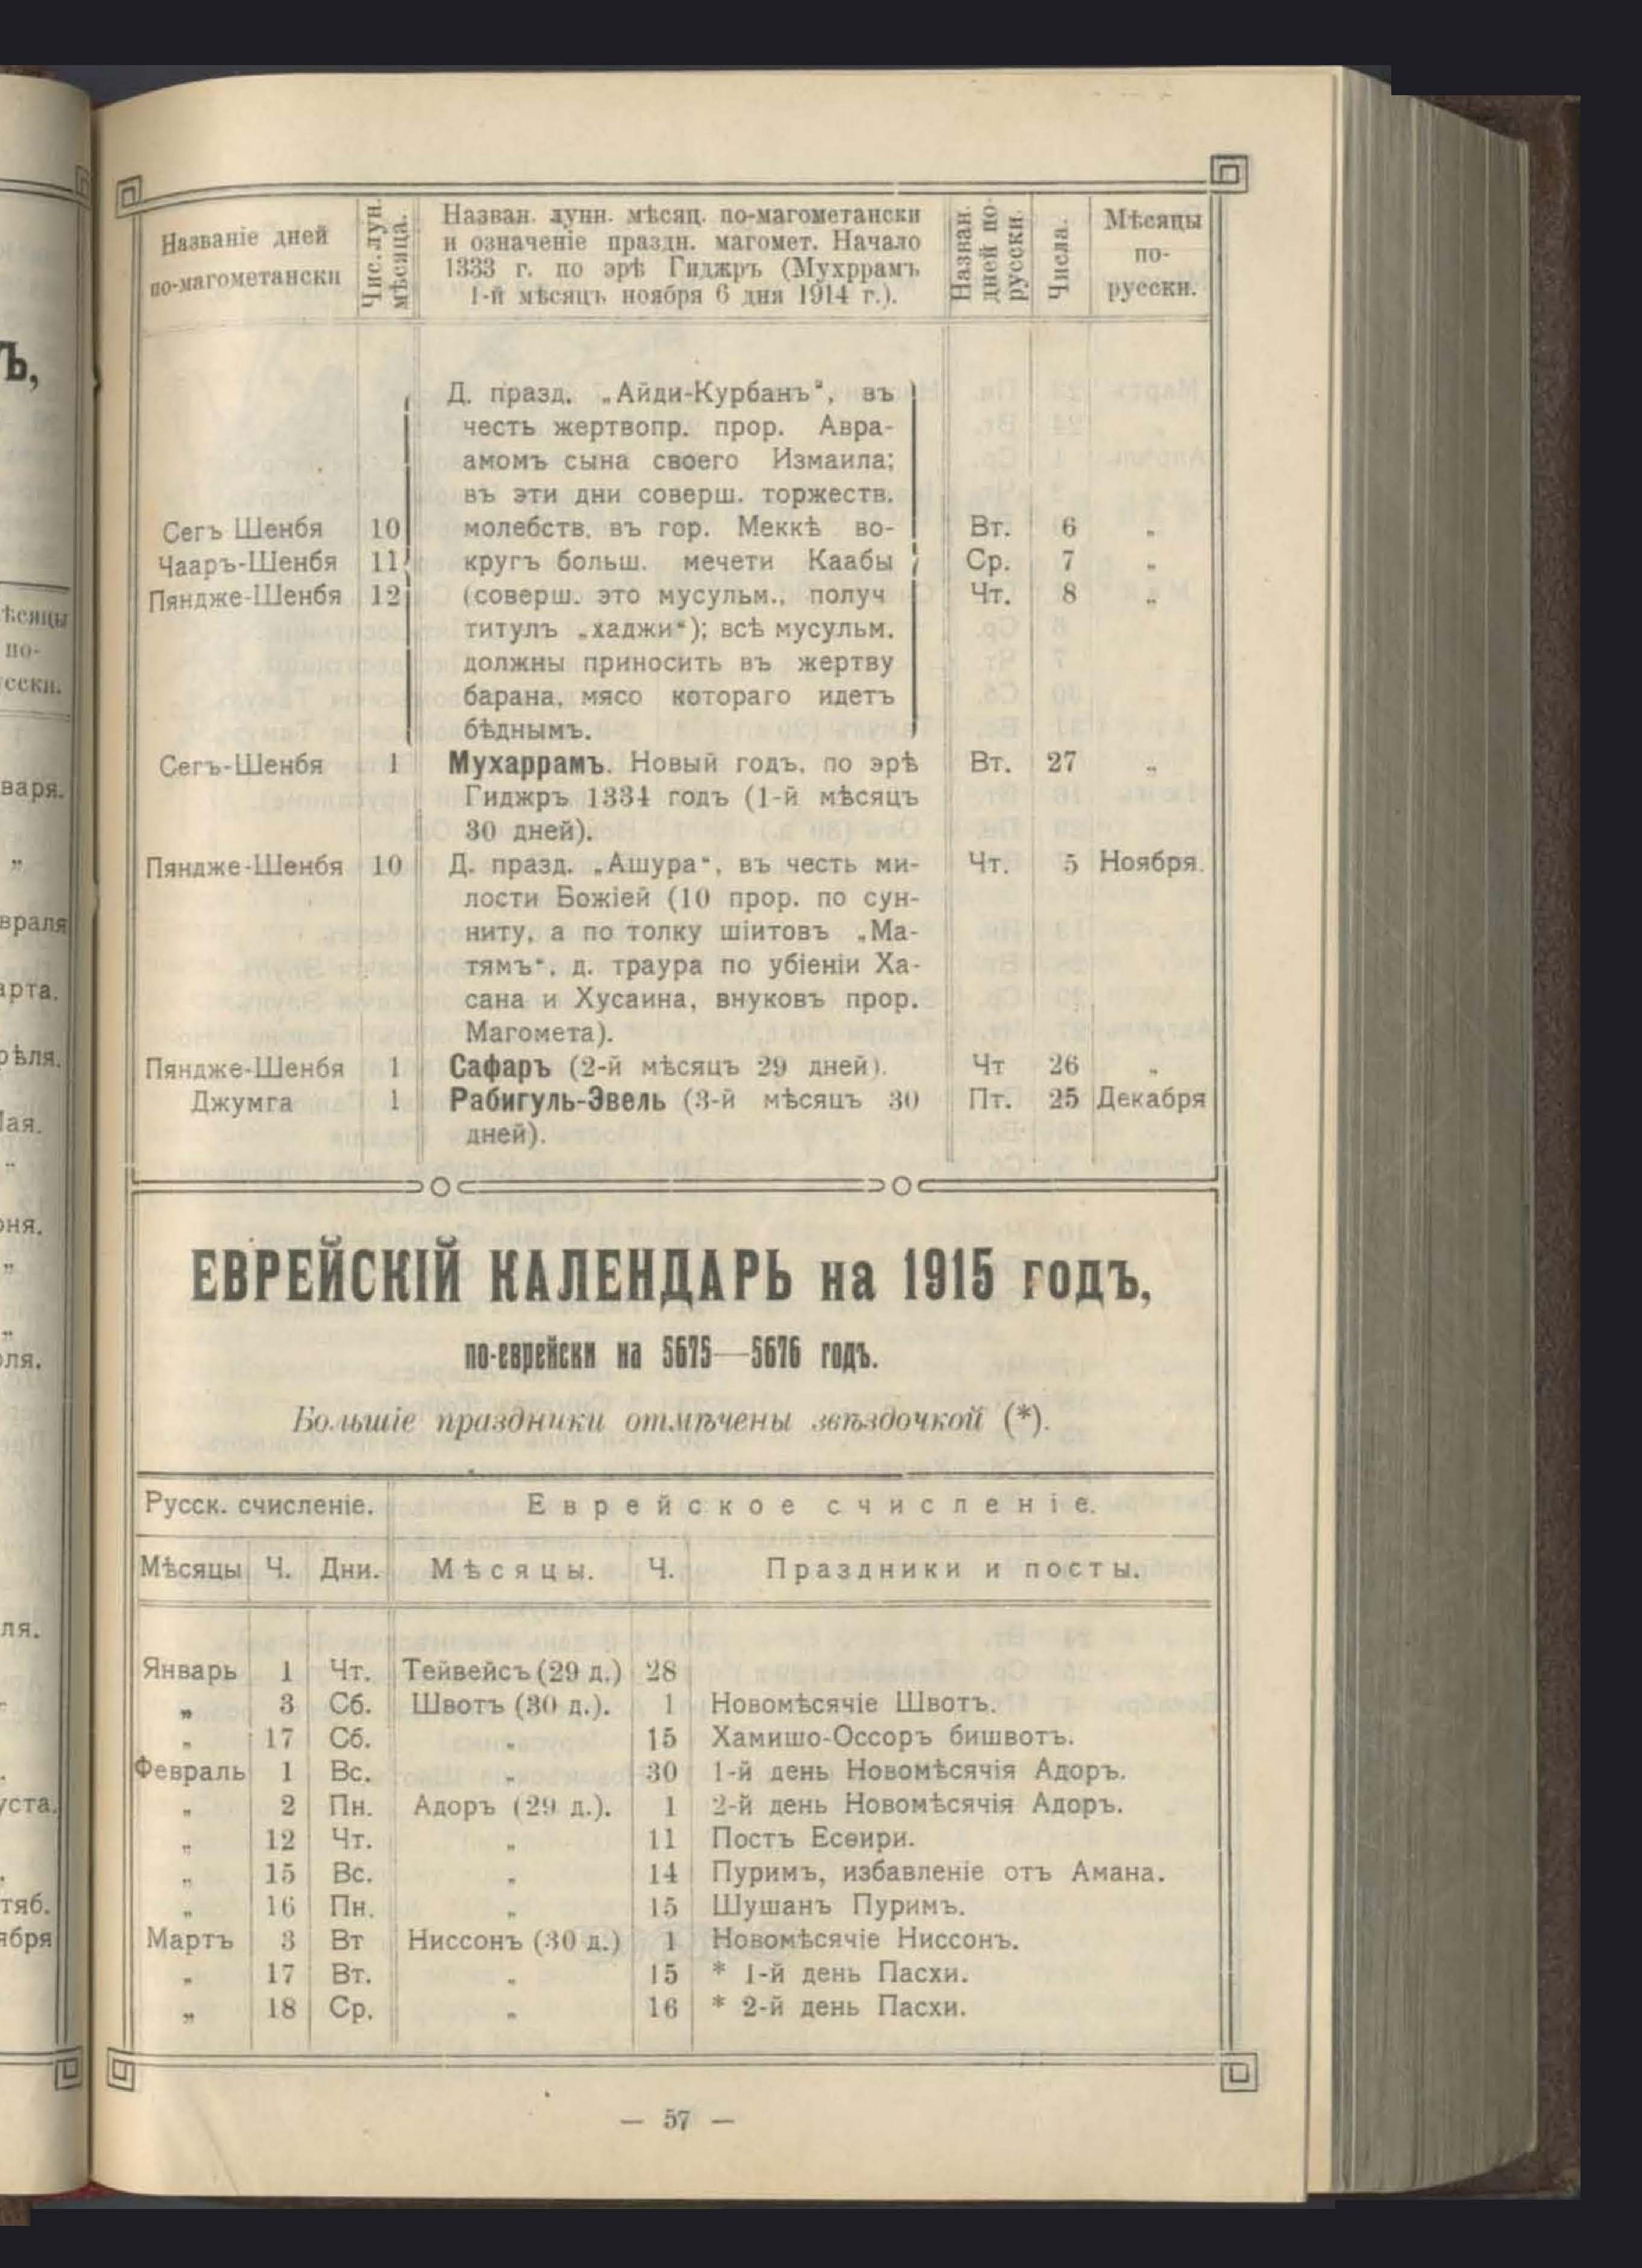 Названіе дней
по-магометански
Чис. лун.
мѣсяца.
Назван. лунн. мѣсяц. по-магометански
и означеніе праздн. магомет. Начало
1333 г. по эрѣ Гиджръ (Мухррамъ
1-й мѣсяцъ ноября 6 дня 1914 г.).
Назван.
дней по-
русски.
Числа.
Мѣсяцы
по-
русски.
Д. празд. „Айди-Курбанъ“, въ
честь жертвопр. прор. Авра-
амомъ сына своего Измаила;
въ эти дни соверш. торжеств.
Сегъ Шенбя 10 молебств. въ гор. Меккѣ во- Вт. 6 „
Чааръ-Шенбя 11 кругъ больш. мечети Каабы Ср. 7 „
Пяндже-Шенбя 12 (соверш. это мусульм., получ Чт. 8 „
титулъ „хаджи“); всѣ мусульм.
должны приносить въ жертву
барана, мясо котораго идетъ
бѣднымъ.
Сегъ-Шенбя 1 Мухаррамъ. Новый годъ, по эрѣ Вт. 27 „
Гиджръ 1334 годъ (1-й мѣсяцъ
30 дней).
Пяндже-Шенбя 10 Д. празд. „Ашура“, въ честь ми- Чт. 5 Ноября.
лости Божіей (10 прор. по сун-
ниту, а по толку шіитовъ „Ма-
тямъ“, д. траура по убіеніи Ха-
сана и Хусаина, внуковъ прор.
Магомета).
Пяндже-Шенбя 1 Сафаръ (2-й мѣсяцъ 29 дней). Чт 26 „
Джумга 1 Рабигуль-Эвель (3-й мѣсяцъ 30 Пт. 25 Декабря
дней).
ЕВРЕЙСКІЙ КАЛЕНДАРЬ на 1915 годъ,
по-еврейски на 5675—5676 годъ.
Большіе праздники отмѣчены звѣздочкой (*).
Русск. счисленіе. Еврейское счисленіе.
Мѣсяцы Ч. Дни. Мѣсяцы. Ч. Праздники и посты.
Январь 1 Чт. Тейвейсъ (29 д.) 28
„ 3 Сб. Швотъ (30 д.). 1 Новомѣсячіе Швотъ.
„ 17 Сб. „ 15 Хамишо-Оссоръ бишвотъ.
Февраль 1 Вс. „ 30 1-й день Новомѣсячія Адоръ.
„ 2 Пн. Адоръ (29 д.). 1 2-й день Новомѣсячія Адоръ.
„ 12 Чт. „ 11 Постъ Есѳири.
„ 15 Вс. „ 14 Пуримъ, избавленіе отъ Амана.
„ 16 Пн. „ 15 Шушанъ Пуримъ.
Мартъ 3 Вт Ниссонъ (30 д.) 1 Новомѣсячіе Ниссонъ.
„ 17 Вт. „ 15 * 1-й день Пасхи.
„ 18 Ср. „ 16 * 2-й день Пасхи.
— 57 —